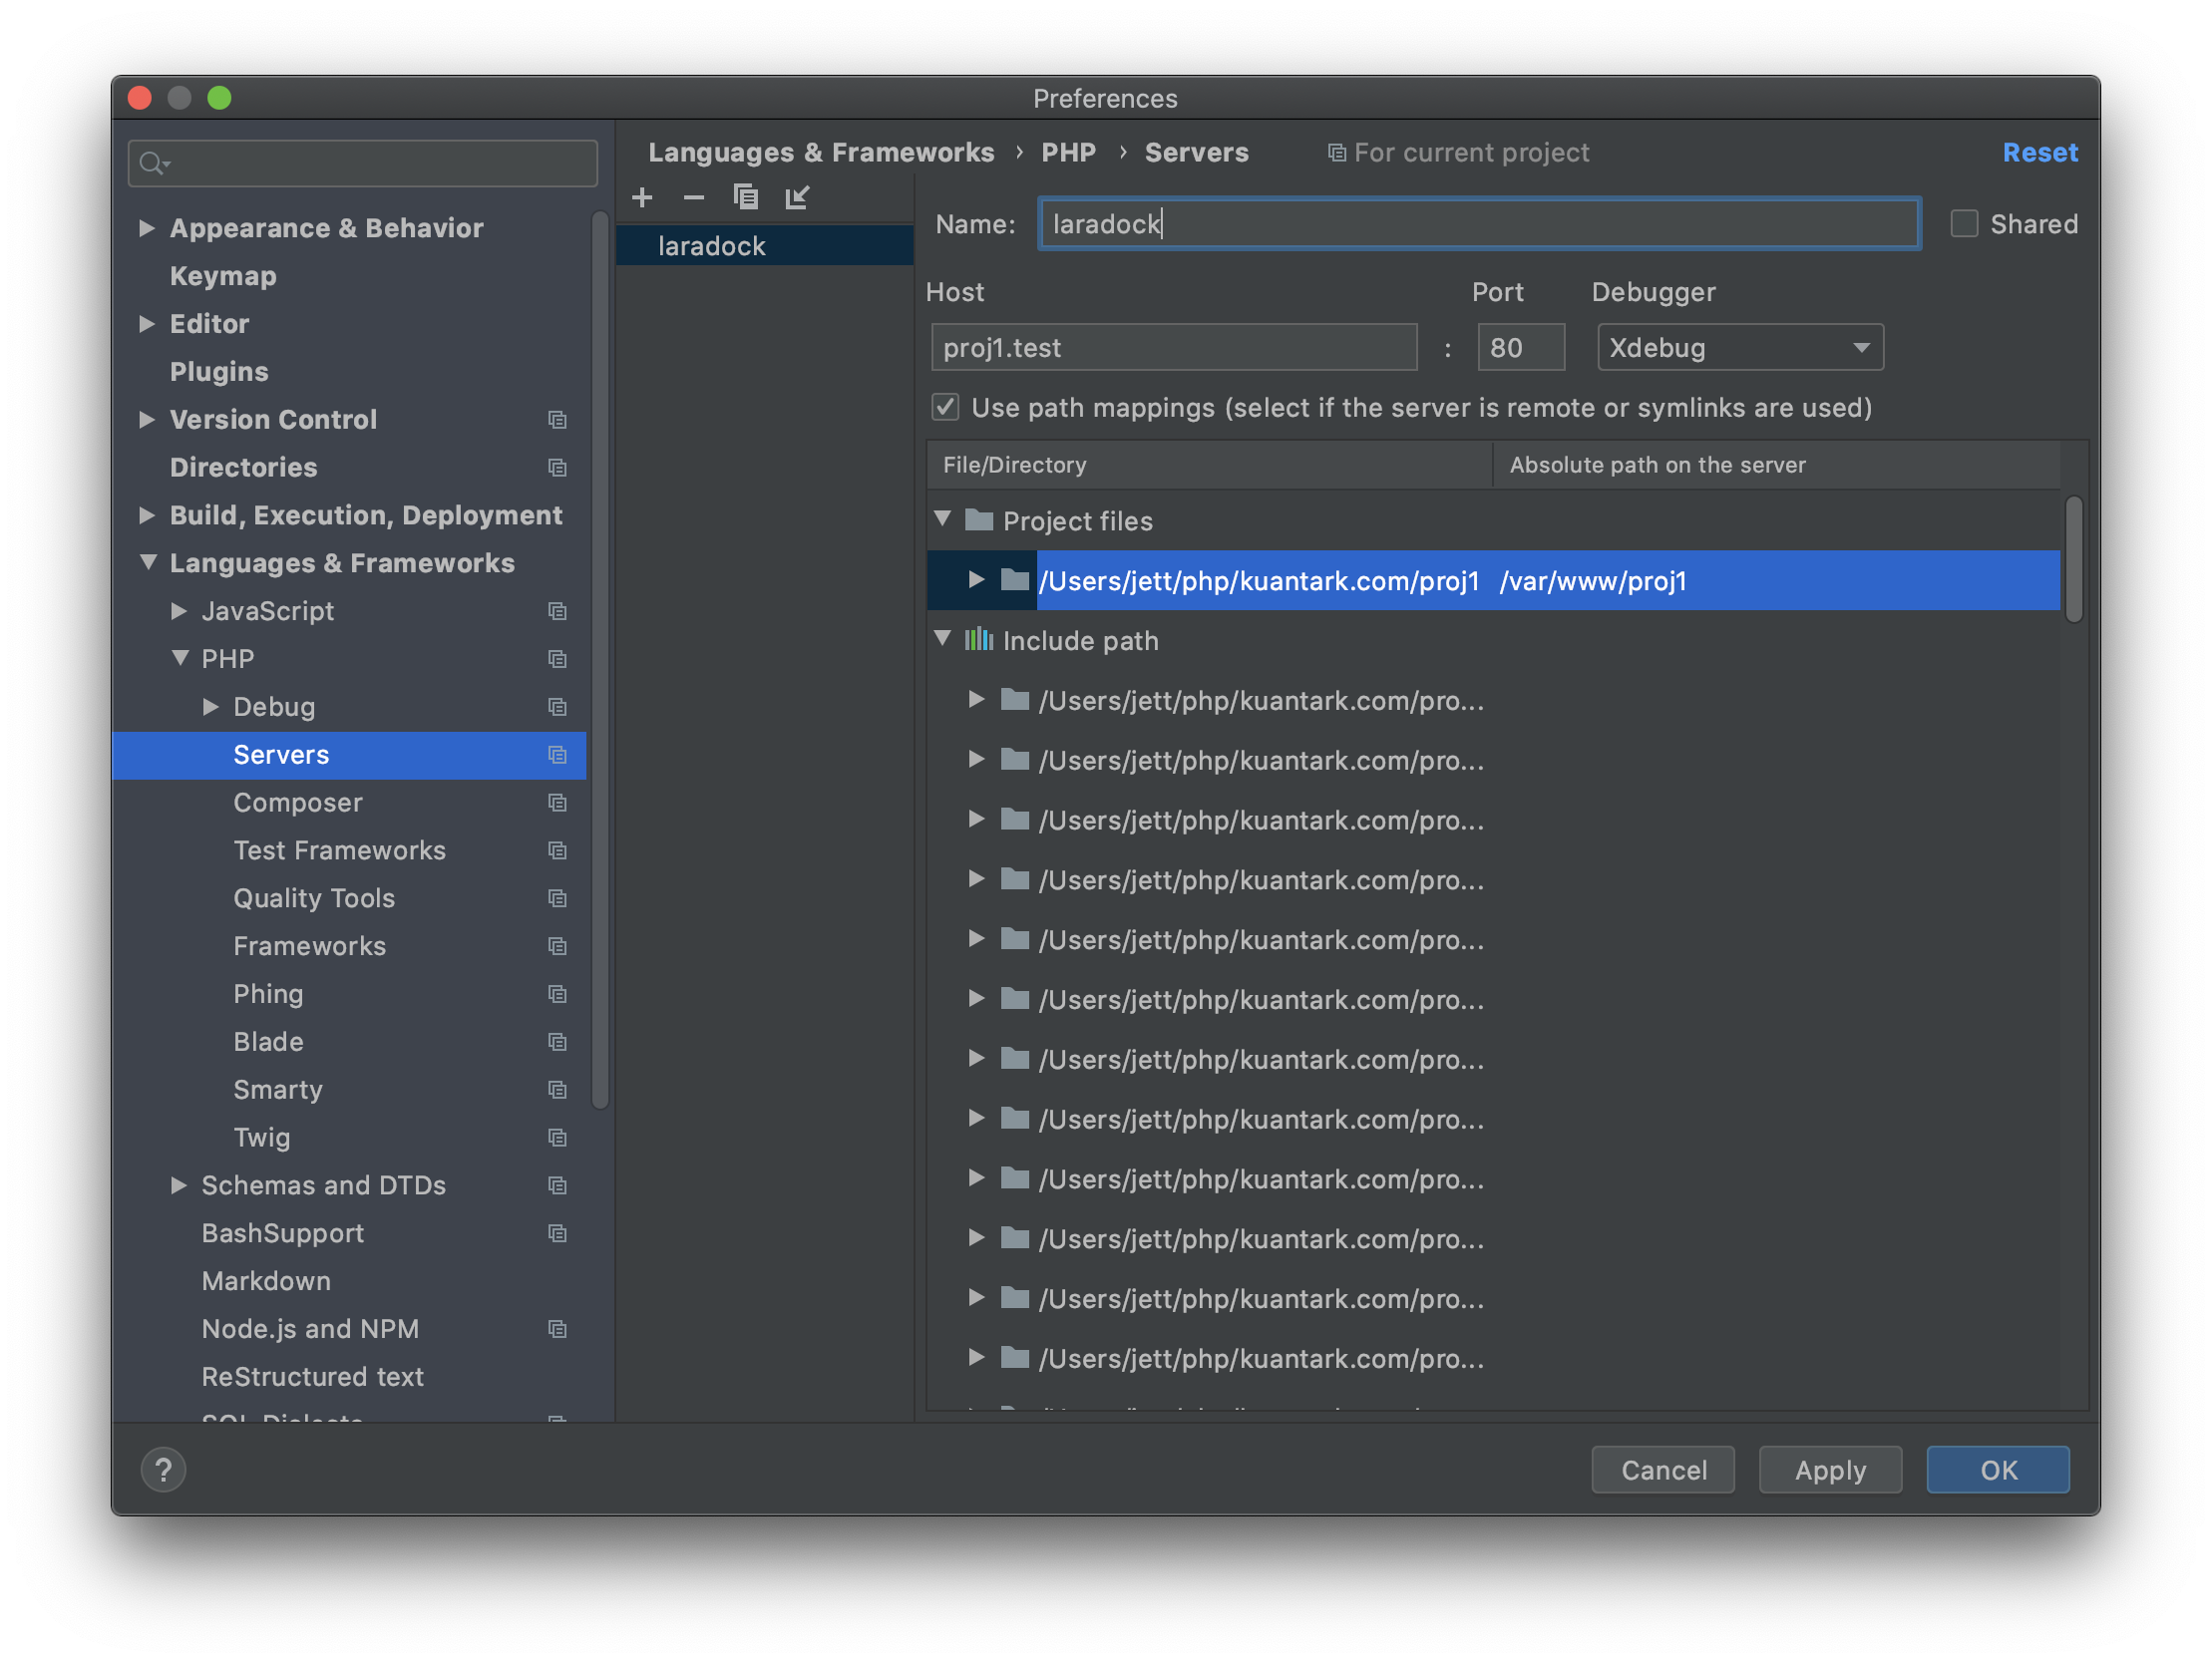 Preferences
Languages & Frameworks › PHP › Servers
For current project
Reset
Appearance & Behavior
Keymap
Editor
Plugins
Version Control
Directories
Build, Execution, Deployment
Languages & Frameworks
JavaScript
PHP
Debug
Servers
Composer
Test Frameworks
Quality Tools
Frameworks
Phing
Blade
Smarty
Twig
Schemas and DTDs
BashSupport
Markdown
Node.js and NPM
ReStructured text
SQL Dialects
laradock
Name: laradock
Shared
Host Port Debugger
proj1.test : 80 Xdebug
Use path mappings (select if the server is remote or symlinks are used)
File/Directory Absolute path on the server
Project files
/Users/jett/php/kuantark.com/proj1 /var/www/proj1
Include path
/Users/jett/php/kuantark.com/pro...
/Users/jett/php/kuantark.com/pro...
/Users/jett/php/kuantark.com/pro...
/Users/jett/php/kuantark.com/pro...
/Users/jett/php/kuantark.com/pro...
/Users/jett/php/kuantark.com/pro...
/Users/jett/php/kuantark.com/pro...
/Users/jett/php/kuantark.com/pro...
/Users/jett/php/kuantark.com/pro...
/Users/jett/php/kuantark.com/pro...
/Users/jett/php/kuantark.com/pro...
/Users/jett/php/kuantark.com/pro...
?
Cancel Apply OK